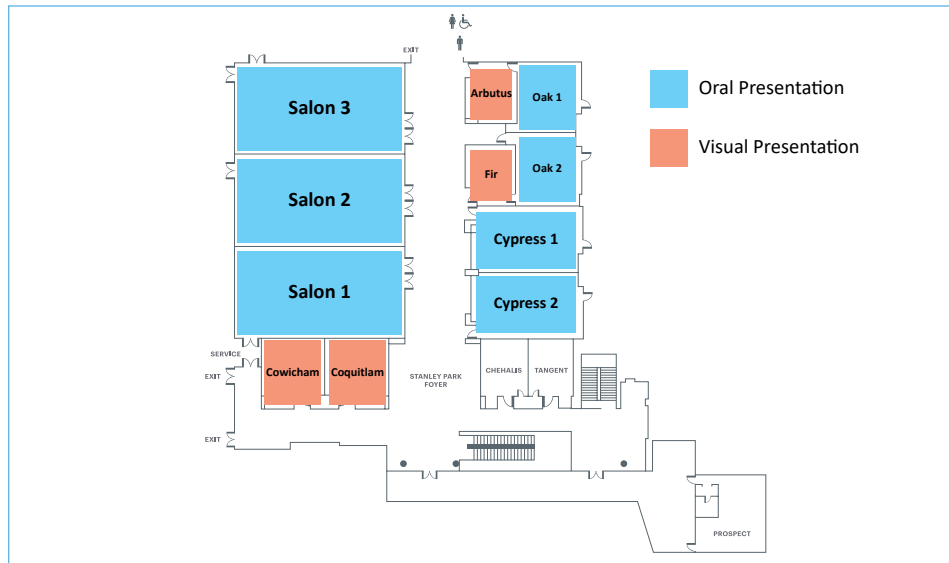 EXIT
Salon 3
Arbutus
Oak 1
Oral Presentation
Visual Presentation
Salon 2
Fir
Oak 2
Cypress 1
Salon 1
Cypress 2
SERVICE
EXIT
Cowicham
Coquitlam
STANLEY PARK
FOYER
CHEHALIS
TANGENT
EXIT
PROSPECT